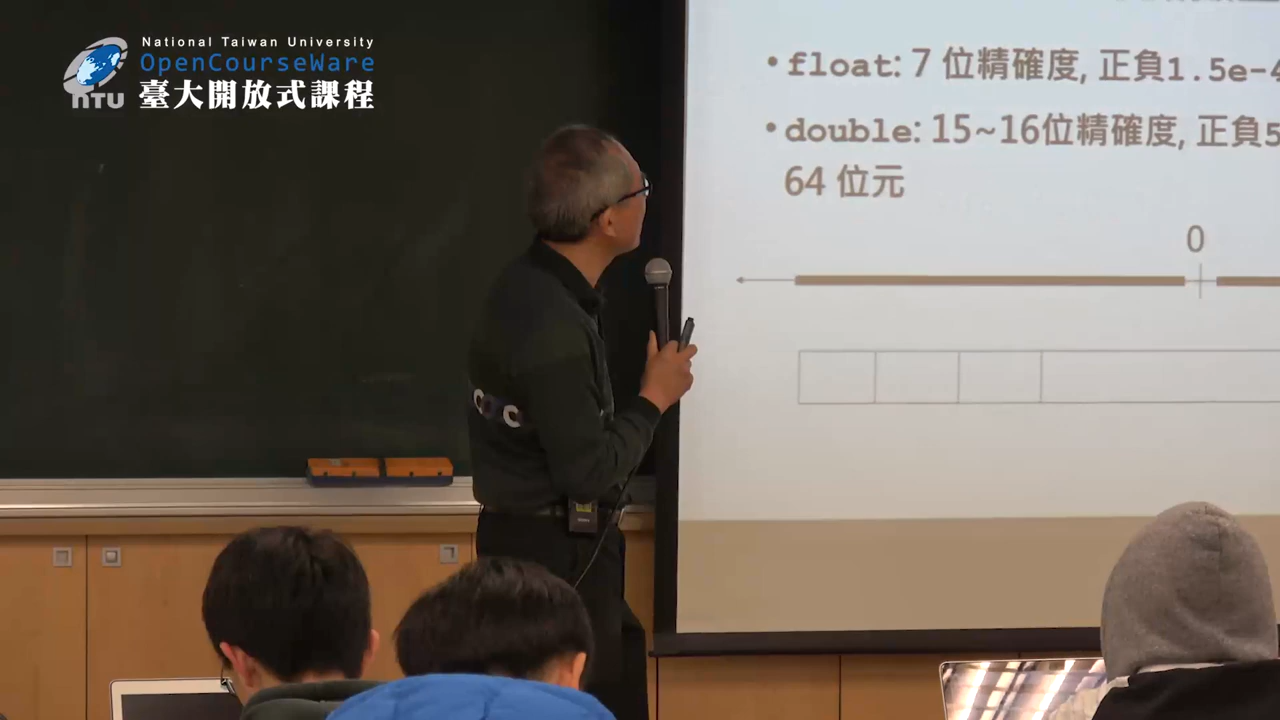 National Taiwan University
OpenCourseWare
臺大開放式課程
NTU
• float: 7 位精確度, 正負1.5e-4
• double: 15~16位精確度, 正負5
64 位元
0